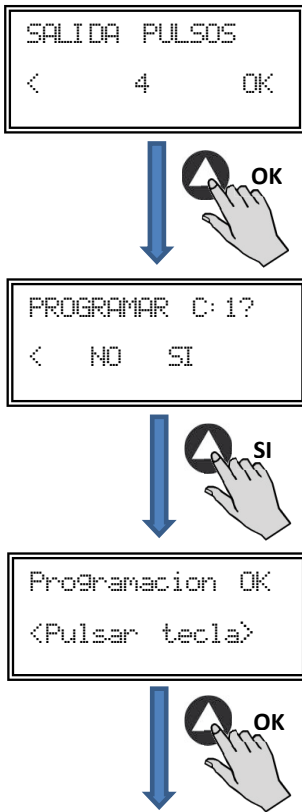 SALIDA PULSOS
< 4 OK
OK
PROGRAMAR C:1?
< NO SI
SI
Programacion OK
<Pulsar tecla>
OK